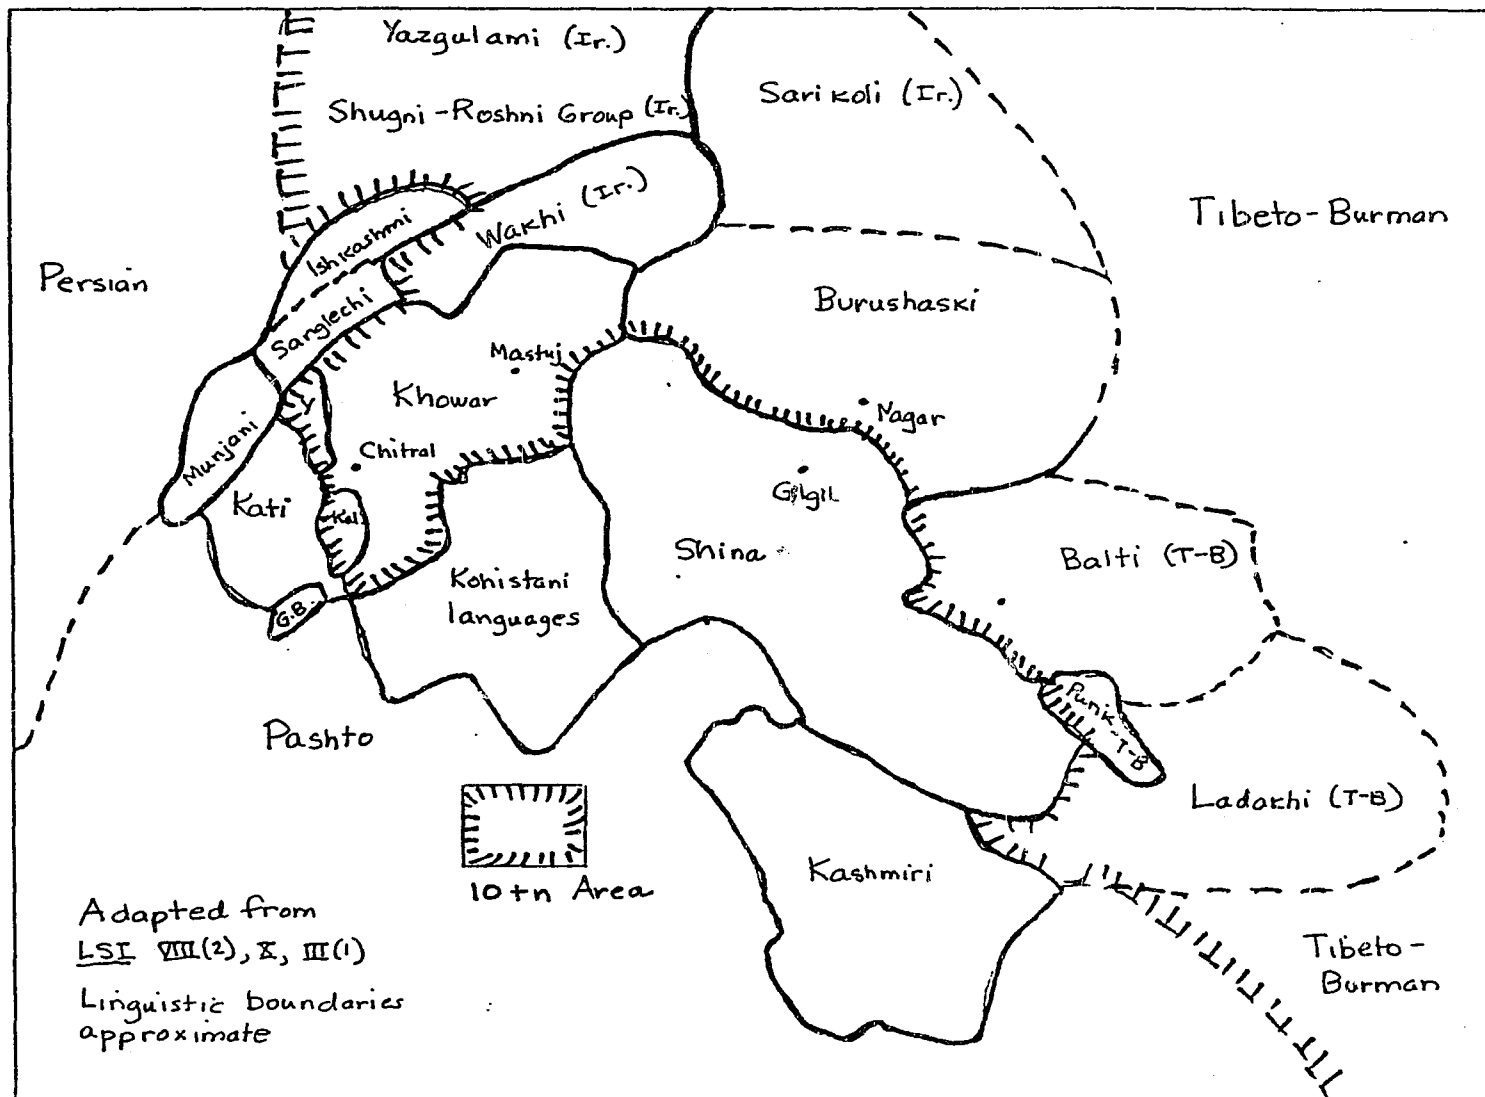 Yazgulami (Ir.)
Shugni-Roshni Group (Ir.)
Sarikoli (Ir.)
Wakhi (Ir.)
Ishkashmi
Tibeto-Burman
Persian
Sanglechi
Burushaski
Mastuj
Khowar
Nagar
Munjani
Chitral
Kati
Gilgit
Kal.
Shina
Balti (T-B)
Kohistani
languages
G.B.
Punk-T-B
Pashto
Ladakhi (T-B)
Kashmiri
10+n Area
Adapted from
LSI VIII(2), X, III(1)
Linguistic boundaries
approximate
Tibeto-
Burman